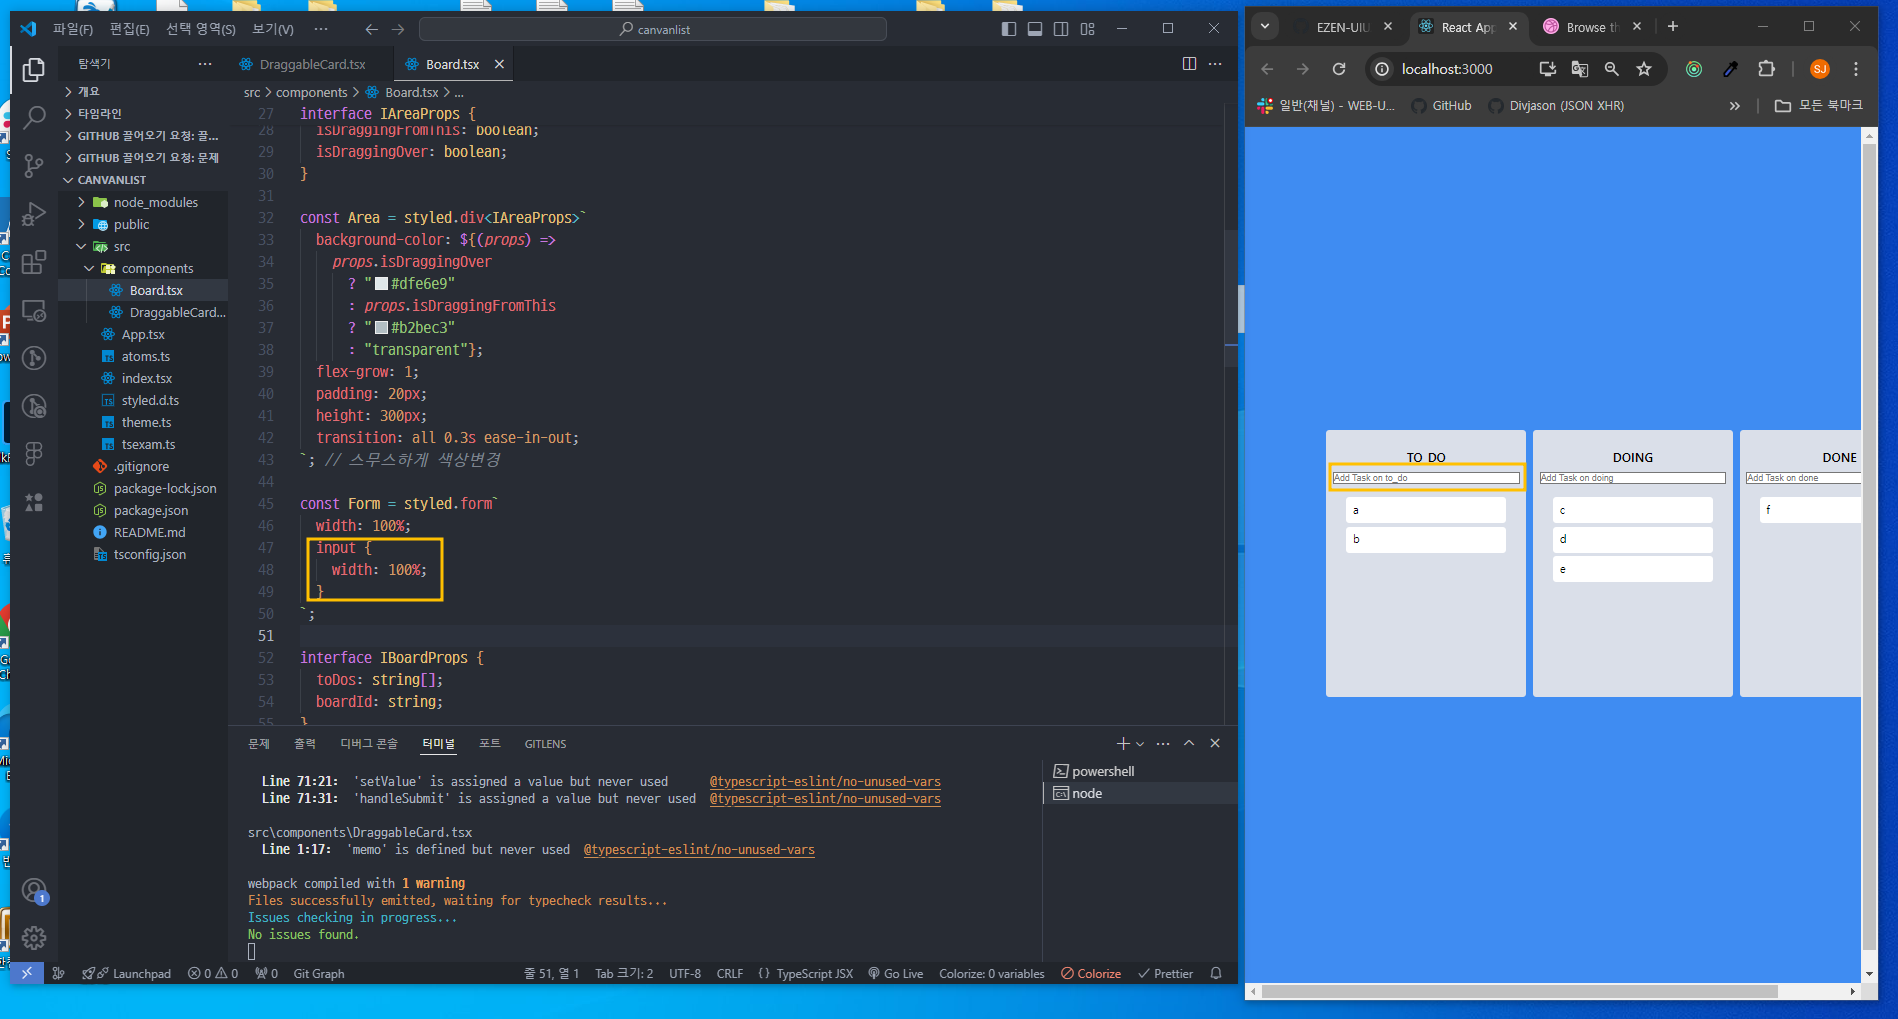 파일(F) 편집(E) 선택 영역(S) 보기(V) ··· canvanlist
탐색기 ···
개요
타임라인
GITHUB 끌어오기 요청: 끌...
GITHUB 끌어오기 요청: 문제
CANVANLIST
node_modules
public
src
components
Board.tsx
DraggableCard...
App.tsx
atoms.ts
index.tsx
styled.d.ts
theme.ts
tsexam.ts
.gitignore
package-lock.json
package.json
README.md
tsconfig.json
DraggableCard.tsx Board.tsx
src > components > Board.tsx > ...
27 interface IAreaProps {
28 isDraggingFromThis: boolean;
29 isDraggingOver: boolean;
30 }
31
32 const Area = styled.div<IAreaProps>`
33 background-color: ${(props) =>
34 props.isDraggingOver
35 ? "#dfe6e9"
36 : props.isDraggingFromThis
37 ? "#b2bec3"
38 : "transparent"};
39 flex-grow: 1;
40 padding: 20px;
41 height: 300px;
42 transition: all 0.3s ease-in-out;
43 `; // 스무스하게 색상변경
44
45 const Form = styled.form`
46 width: 100%;
47 input {
48 width: 100%;
49 }
50 `;
51
52 interface IBoardProps {
53 toDos: string[];
54 boardId: string;
55 }
문제 출력 디버그 콘솔 터미널 포트 GITLENS
Line 71:21: 'setValue' is assigned a value but never used @typescript-eslint/no-unused-vars
Line 71:31: 'handleSubmit' is assigned a value but never used @typescript-eslint/no-unused-vars
src\components\DraggableCard.tsx
Line 1:17: 'memo' is defined but never used @typescript-eslint/no-unused-vars
webpack compiled with 1 warning
Files successfully emitted, waiting for typecheck results...
Issues checking in progress...
No issues found.
powershell
node
1
Launchpad 0 0 0 Git Graph 줄 51, 열 1 Tab 크기: 2 UTF-8 CRLF {} TypeScript JSX Go Live Colorize: 0 variables Colorize Prettier
EZEN-UIU React App Browse th
localhost:3000 SJ
일반(채널) - WEB-U... GitHub Divjason (JSON XHR) » 모든 북마크
TO DO
Add Task on to_do
a
b
DOING
Add Task on doing
c
d
e
DONE
Add Task on done
f